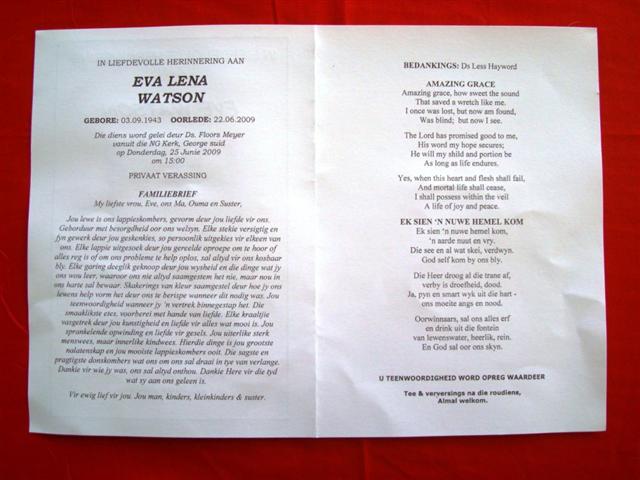 IN LIEFDEVOLLE HERINNERING AAN
EVA LENA
WATSON
GEBORE: 03.09.1943 OORLEDE: 22.06.2009
Die diens word gelei deur Ds. Floors Meyer
vanuit die NG Kerk, George suid
op Donderdag, 25 Junie 2009
om 15:00
PRIVAAT VERASSING
FAMILIEBRIEF
My liefste vrou, Eve, ons Ma, Ouma en Suster,
Jou lewe is ons lappieskombers, gevorm deur jou liefde vir ons.
Geborduur met besorgdheid oor ons welsyn. Elke stekie versigtig en
fyn gewerk deur jou geskenkies, so persoonlik uitgekies vir elkeen van
ons. Elke lappie uitgesoek deur jou gereelde oproepe om te hoor of
alles reg is of om ons probleme te help oplos, sal altyd vir ons kosbaar
bly. Elke garing deeglik geknoop deur jou wysheid en die dinge wat jy
ons wou leer, waaroor ons nie altyd saamgestem het nie, maar nou in
ons harte sal bewaar. Skakerings van kleur saamgestel deur hoe jy ons
lewens help vorm het deur ons te berispe wanneer dit nodig was. Jou
teenwoordigheid wanneer jy 'n vertrek binnegestap het. Die
smaaklikste etes, voorberei met hande van liefde. Elke kraaltjie
vasgetrek deur jou kunstigheid en liefde vir alles wat mooi is. Jou
sprankelende opwinding en liefde vir gesels. Jou uiterlike sterk
menswees, maar innerlike kindwees. Hierdie dinge is jou grootste
nalatenskap en jou mooiste lappieskombers ooit. Die sagste en
pragtigste donskombers wat ons om ons sal draai in tye van verlange.
Dankie vir wie jy was, ons sal altyd onthou. Dankie Here vir die tyd
wat sy aan ons geleen is.
Vir ewig lief vir jou. Jou man, kinders, kleinkinders & suster.
BEDANKINGS: Ds Less Hayword
AMAZING GRACE
Amazing grace, how sweet the sound
That saved a wretch like me.
I once was lost, but now am found,
Was blind; but now I see.
The Lord has promised good to me,
His word my hope secures;
He will my shild and portion be
As long as life endures.
Yes, when this heart and flesh shall fail,
And mortal life shall cease,
I shall possess within the veil
A life of joy and peace.
EK SIEN 'N NUWE HEMEL KOM
Ek sien 'n nuwe hemel kom,
'n aarde nuut en vry.
Die see en al wat skei, verdwyn.
God self kom by ons bly.
Die Heer droog al die trane af,
verby is droefheid, dood.
Ja, pyn en smart wyk uit die hart -
ons moeite angs en nood.
Oorwinnaars, sal ons alles erf
en drink uit die fontein
van lewenswater, heerlik, rein.
En God sal oor ons skyn.
U TEENWOORDIGHEID WORD OPREG WAARDEER
Tee & verversings na die roudiens,
Almal welkom.